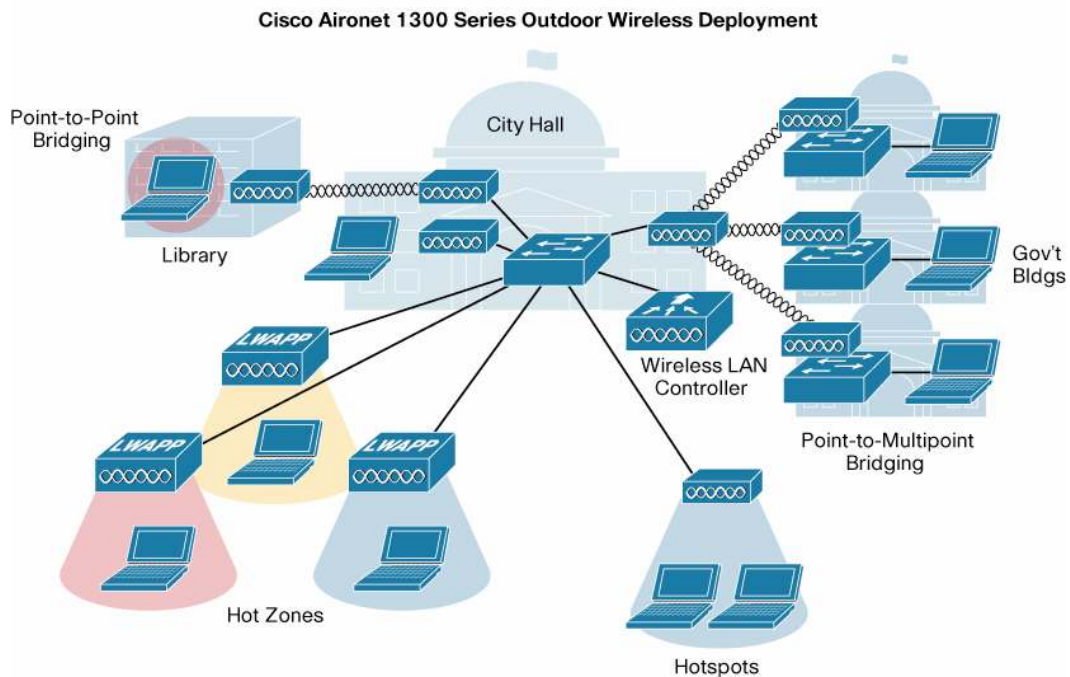 Cisco Aironet 1300 Series Outdoor Wireless Deployment
Point-to-Point
Bridging
City Hall
Library
Gov't
Bldgs
Wireless LAN
Controller
LWAPP
LWAPP
LWAPP
Point-to-Multipoint
Bridging
Hot Zones
Hotspots